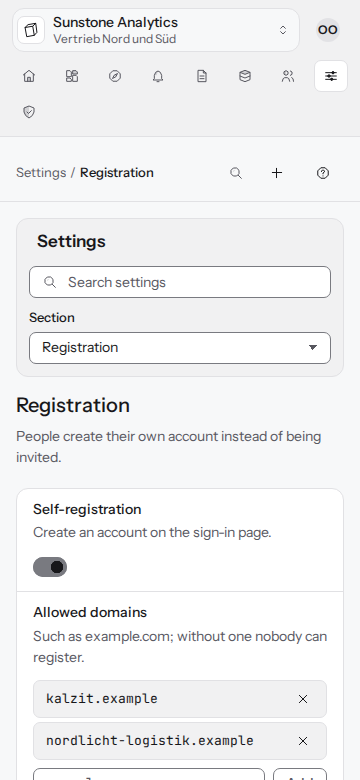 Sunstone Analytics
Vertrieb Nord und Süd
OO
Settings / Registration
Settings
Search settings
Section
Registration
Registration
People create their own account instead of being
invited.
Self-registration
Create an account on the sign-in page.
Allowed domains
Such as example.com; without one nobody can
register.
kalzit.example
nordlicht-logistik.example